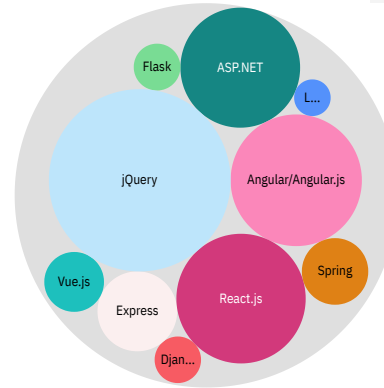 Flask
ASP.NET
L...
jQuery
Angular/Angular.js
Vue.js
Express
React.js
Spring
Djan...